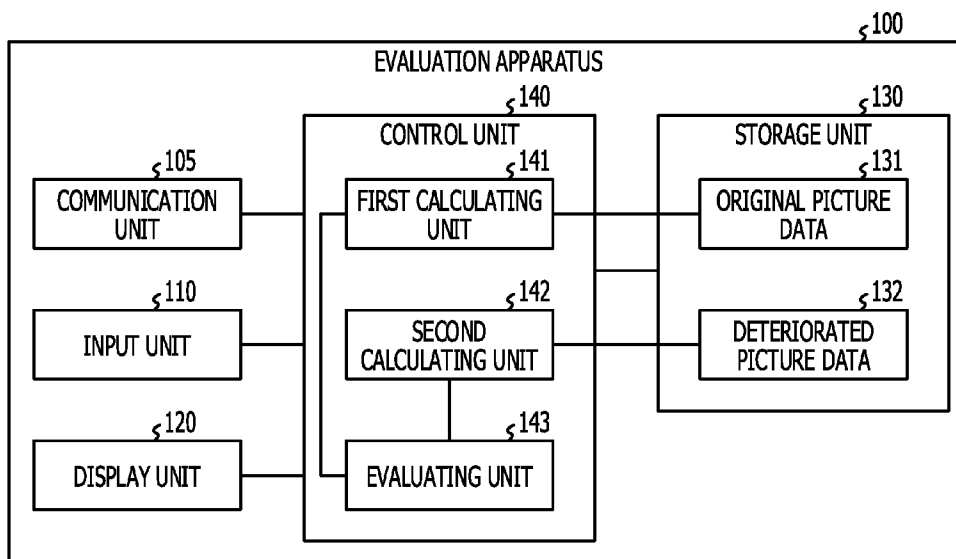 100
EVALUATION APPARATUS
140
CONTROL UNIT
130
STORAGE UNIT
105
COMMUNICATION
UNIT
141
FIRST CALCULATING
UNIT
131
ORIGINAL PICTURE
DATA
110
INPUT UNIT
142
SECOND
CALCULATING UNIT
132
DETERIORATED
PICTURE DATA
120
DISPLAY UNIT
143
EVALUATING UNIT